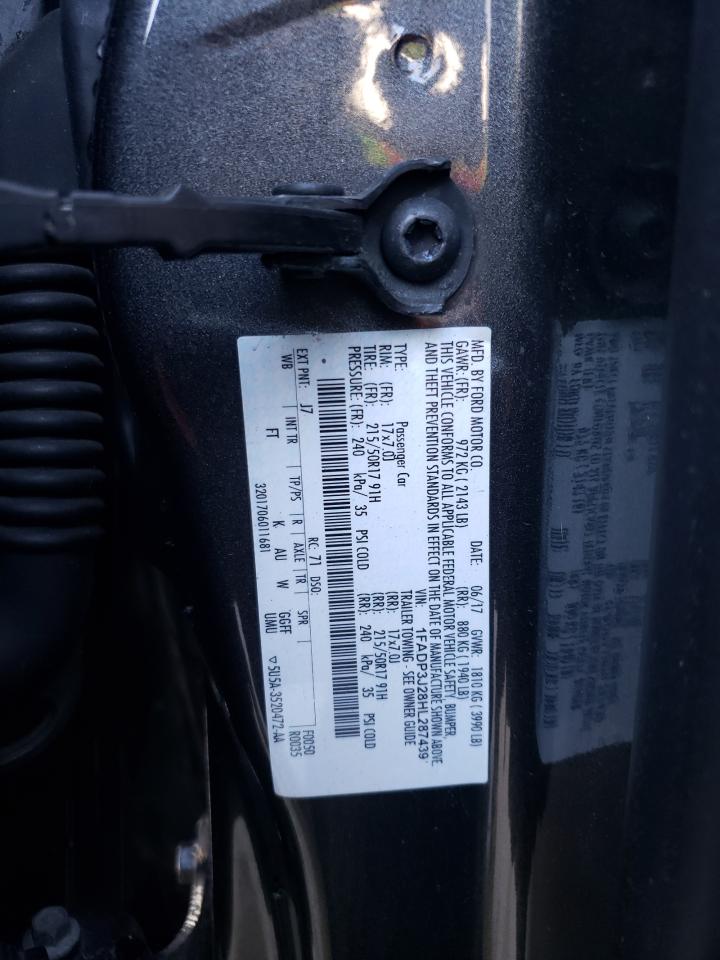 MFD. BY FORD MOTOR CO. DATE: 06/17 GVWR: 1810 KG ( 3990 LB)
GAWR: (FR): 972 KG ( 2143 LB) (RR): 880 KG ( 1940 LB)
THIS VEHICLE CONFORMS TO ALL APPLICABLE FEDERAL MOTOR VEHICLE SAFETY, BUMPER,
AND THEFT PREVENTION STANDARDS IN EFFECT ON THE DATE OF MANUFACTURE SHOWN ABOVE.
VIN: 1FADP3J28HL287439
TYPE: Passenger Car TRAILER TOWING - SEE OWNER GUIDE
RIM: (FR): 17x7.0J (RR): 17x7.0J
TIRE: (FR): 215/50R17 91H (RR): 215/50R17 91H
PRESSURE: (FR): 240 kPa/ 35 PSI COLD (RR): 240 kPa/ 35 PSI COLD
EXT PNT: J7 RC: 71 DSO: F0050
WB INT TR TP/PS R AXLE TR SPR R0035
FT K AU W GGFF UMU
3201706011681 ▽5U5A-3520472-AA